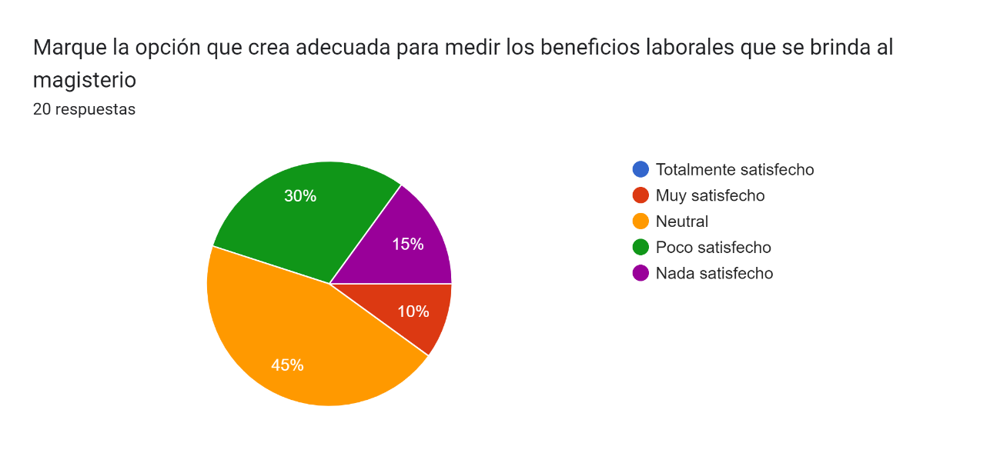 Marque la opción que crea adecuada para medir los beneficios laborales que se brinda al
magisterio
20 respuestas
30%
15%
10%
45%
Totalmente satisfecho
Muy satisfecho
Neutral
Poco satisfecho
Nada satisfecho